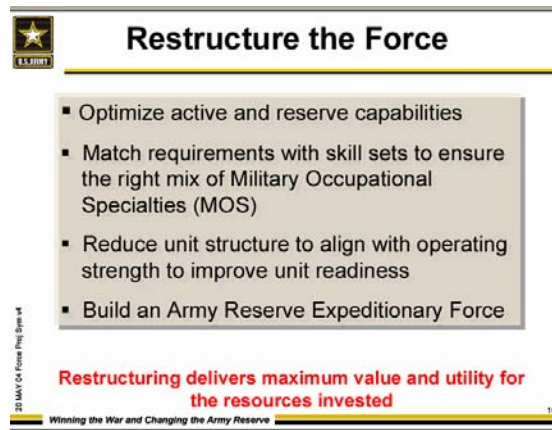 U.S.ARMY
Restructure the Force
▪ Optimize active and reserve capabilities
▪ Match requirements with skill sets to ensure
the right mix of Military Occupational
Specialties (MOS)
▪ Reduce unit structure to align with operating
strength to improve unit readiness
▪ Build an Army Reserve Expeditionary Force
20 MAY 04 Force Proj Sym v4
Restructuring delivers maximum value and utility for
the resources invested
Winning the War and Changing the Army Reserve